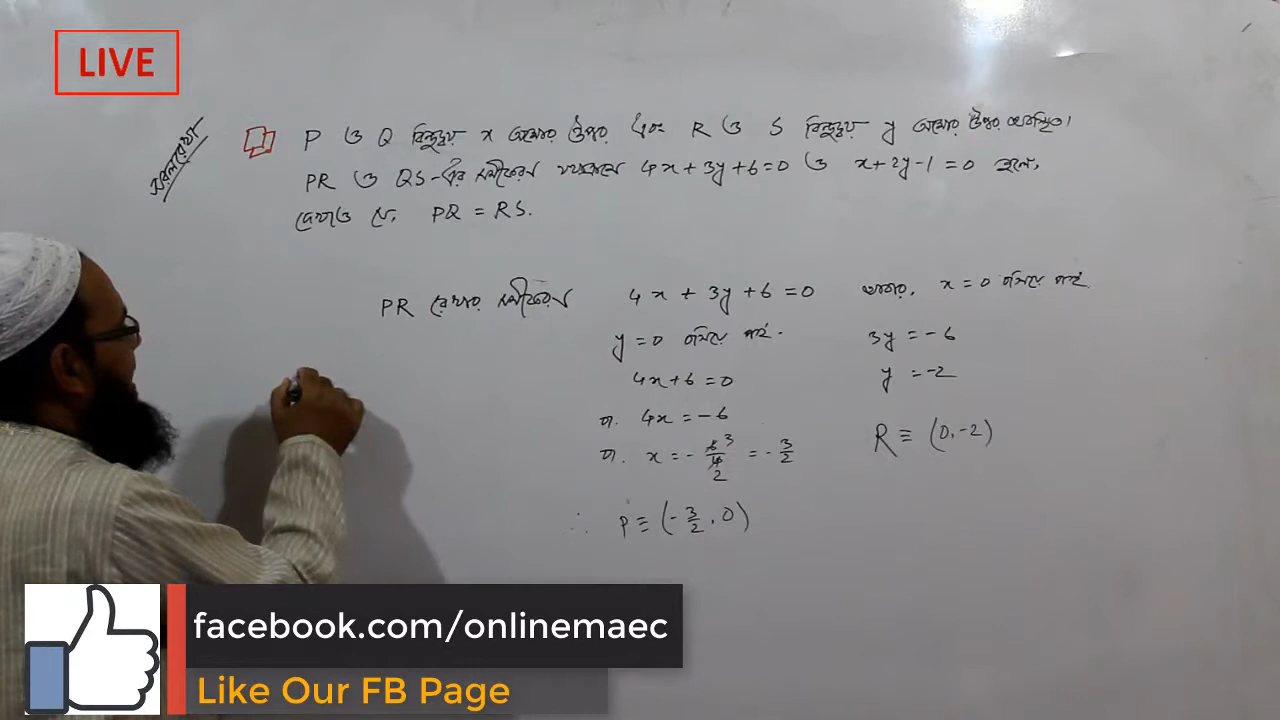 LIVE
সরলরেখা
P ও Q বিন্দুদ্বয় x অক্ষের উপর এবং R ও S বিন্দুদ্বয় y অক্ষের উপর অবস্থিত।
PR ও QS-এর সমীকরণ যথাক্রমে 4x + 3y + 6 = 0 ও x + 2y - 1 = 0 হলে,
দেখাও যে, PQ = RS.
PR রেখার সমীকরণ 4x + 3y + 6 = 0
y = 0 বসিয়ে পাই.
4x + 6 = 0
বা, 4x = -6
বা, x = - 6/4 3/2 = - 3/2
∴ P ≡ (- 3/2, 0)
আবার, x = 0 বসিয়ে পাই
3y = -6
y = -2
R ≡ (0, -2)
facebook.com/onlinemaec
Like Our FB Page